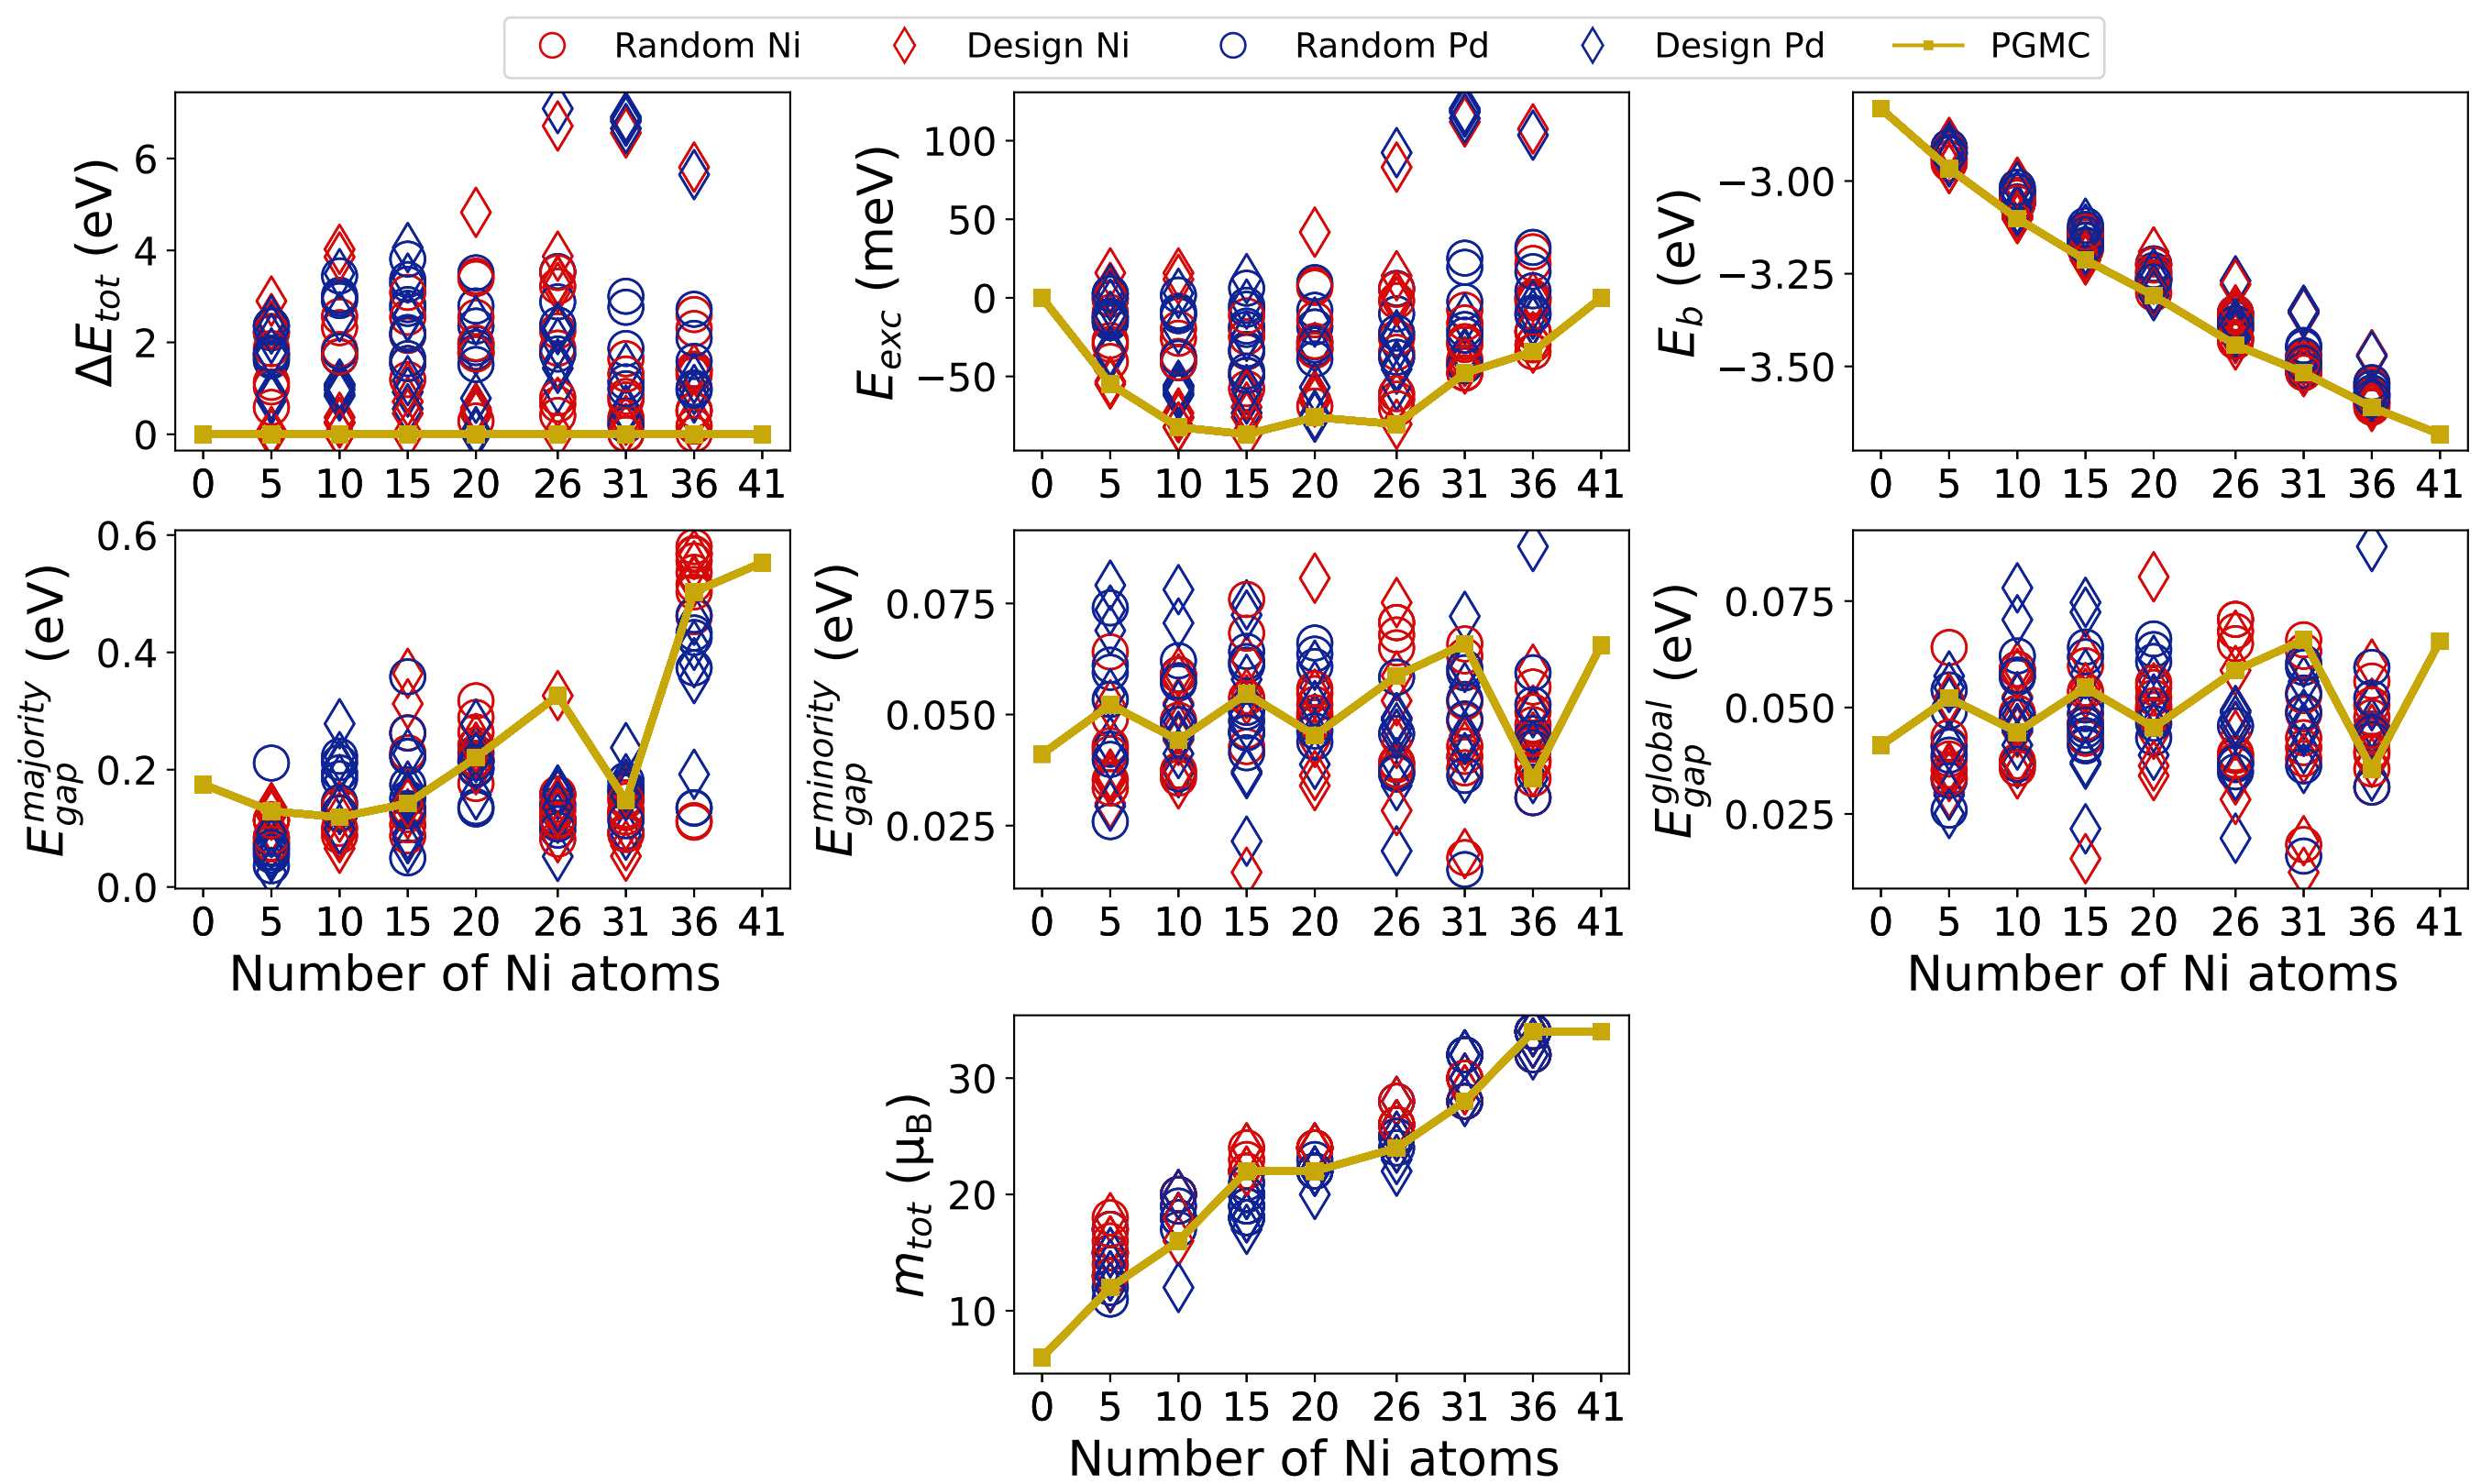 Random Ni Design Ni Random Pd Design Pd PGMC
ΔE_tot (eV)
6
4
2
0
0 5 10 15 20 26 31 36 41
E_exc (meV)
100
50
0
−50
0 5 10 15 20 26 31 36 41
E_b (eV)
−3.00
−3.25
−3.50
0 5 10 15 20 26 31 36 41
E_gap^majority (eV)
0.6
0.4
0.2
0.0
0 5 10 15 20 26 31 36 41
Number of Ni atoms
E_gap^minority (eV)
0.075
0.050
0.025
0 5 10 15 20 26 31 36 41
E_gap^global (eV)
0.075
0.050
0.025
0 5 10 15 20 26 31 36 41
Number of Ni atoms
m_tot (μ_B)
30
20
10
0 5 10 15 20 26 31 36 41
Number of Ni atoms